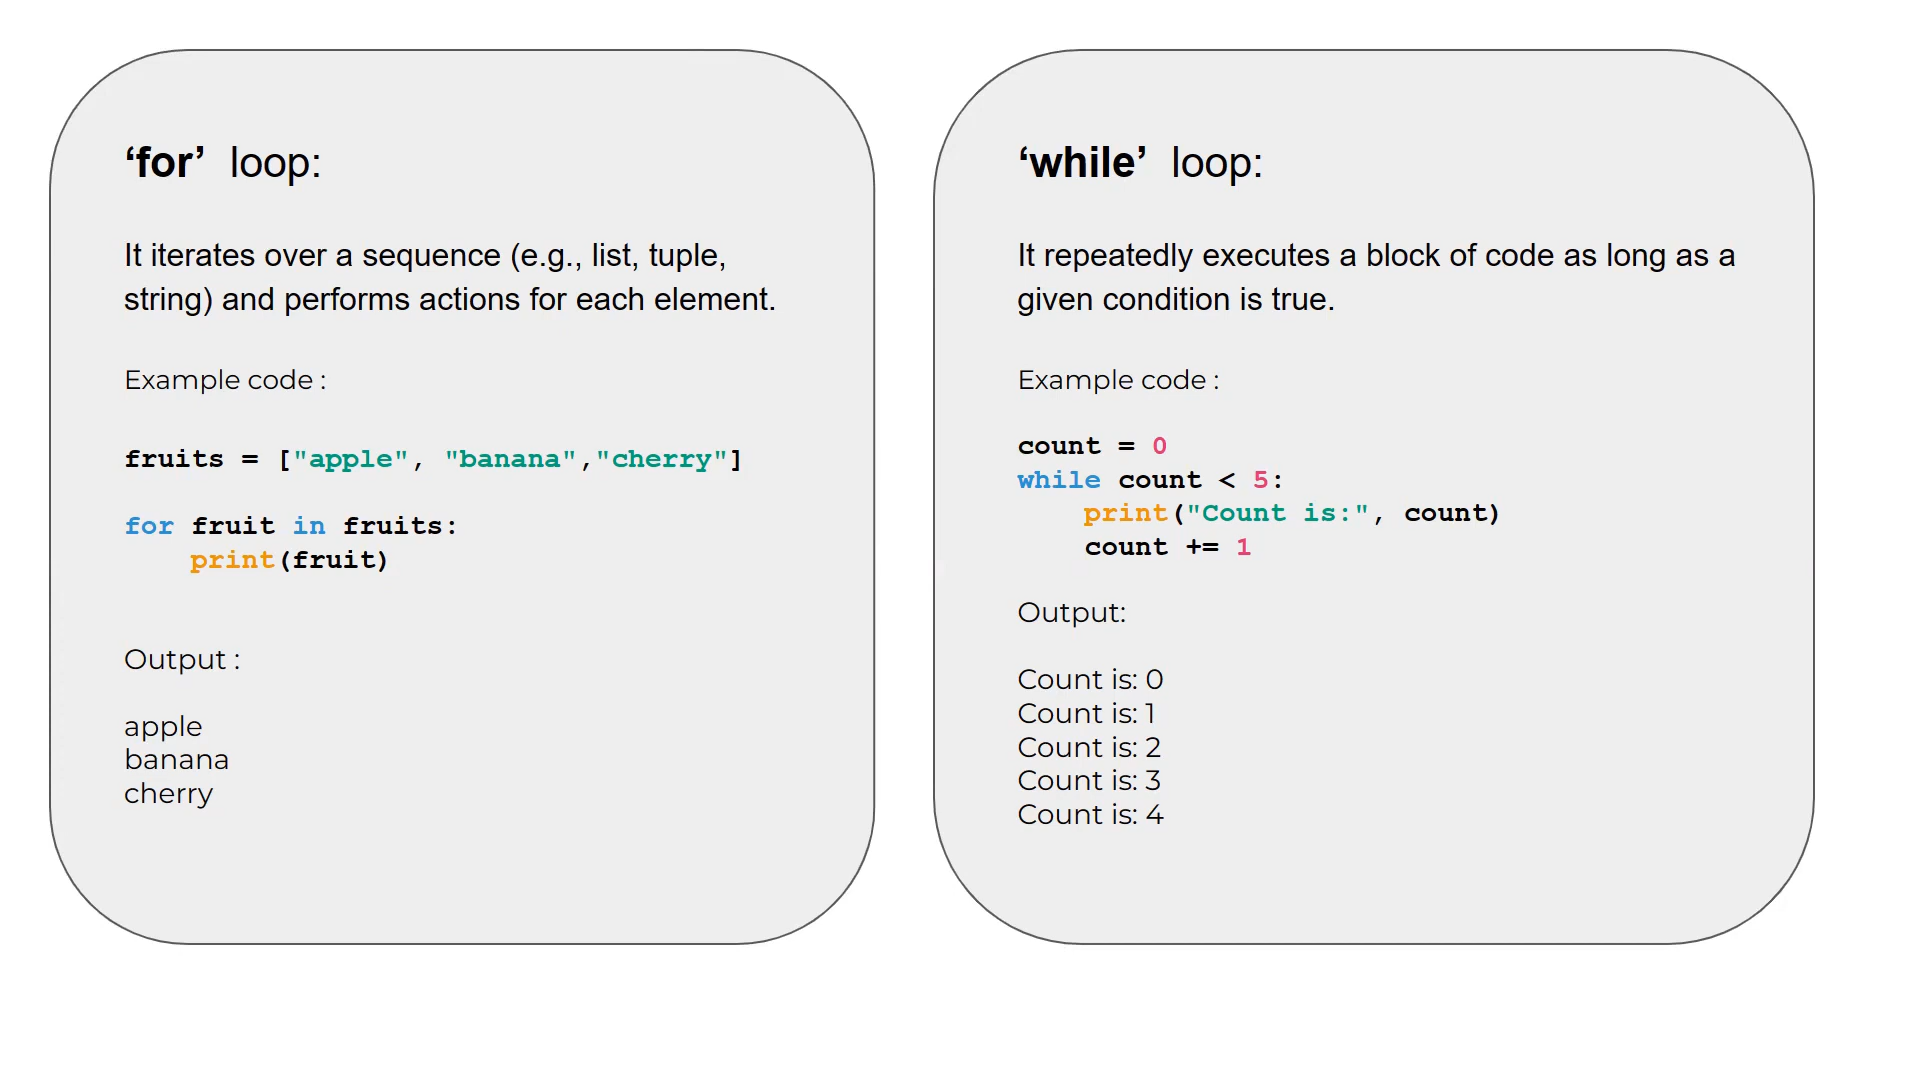 ‘for’ loop:
It iterates over a sequence (e.g., list, tuple,
string) and performs actions for each element.
Example code :
fruits = ["apple", "banana","cherry"]
for fruit in fruits:
    print(fruit)
Output :
apple
banana
cherry
‘while’ loop:
It repeatedly executes a block of code as long as a
given condition is true.
Example code :
count = 0
while count < 5:
    print("Count is:", count)
    count += 1
Output:
Count is: 0
Count is: 1
Count is: 2
Count is: 3
Count is: 4